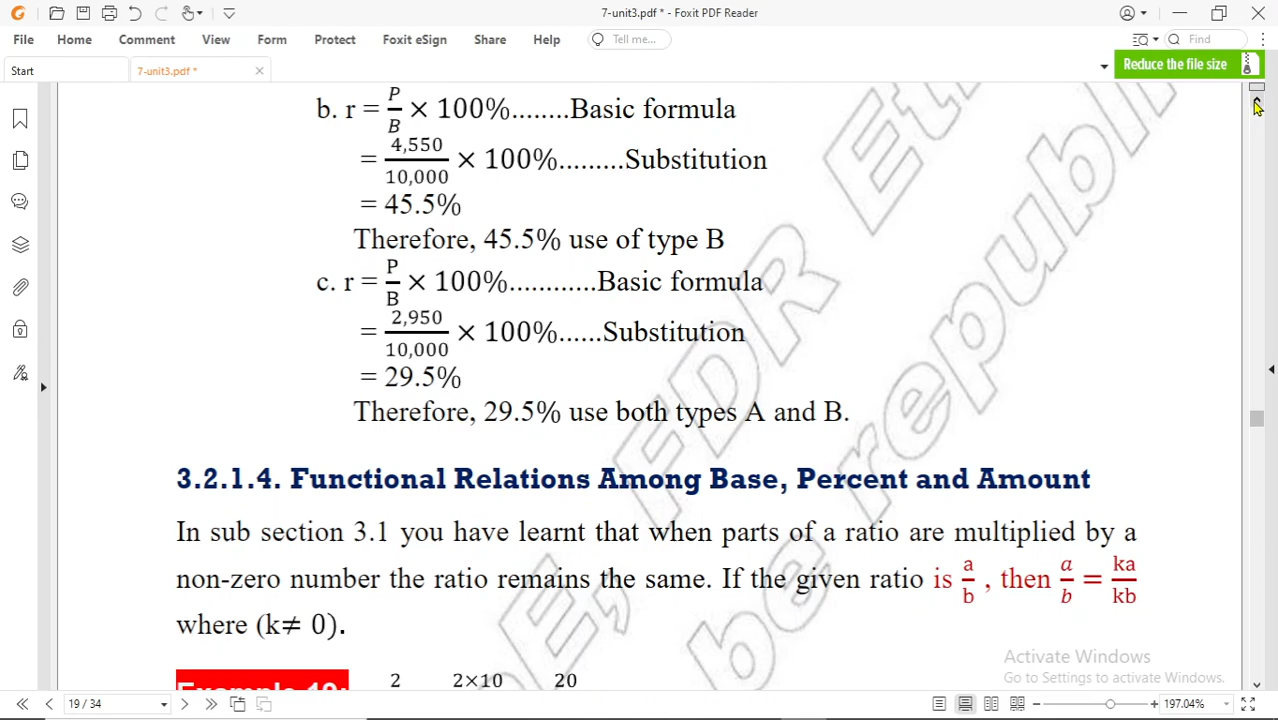 7-unit3.pdf * - Foxit PDF Reader
File Home Comment View Form Protect Foxit eSign Share Help Tell me... Find
Start 7-unit3.pdf * Reduce the file size
b. r = P/B × 100%........Basic formula
= 4,550/10,000 × 100%.........Substitution
= 45.5%
Therefore, 45.5% use of type B
c. r = P/B × 100%............Basic formula
= 2,950/10,000 × 100%......Substitution
= 29.5%
Therefore, 29.5% use both types A and B.
3.2.1.4. Functional Relations Among Base, Percent and Amount
In sub section 3.1 you have learnt that when parts of a ratio are multiplied by a
non-zero number the ratio remains the same. If the given ratio is a/b , then a/b = ka/kb
where (k≠ 0).
Example 19: 2 2×10 20
Activate Windows
Go to Settings to activate Windows.
19 / 34 197.04%